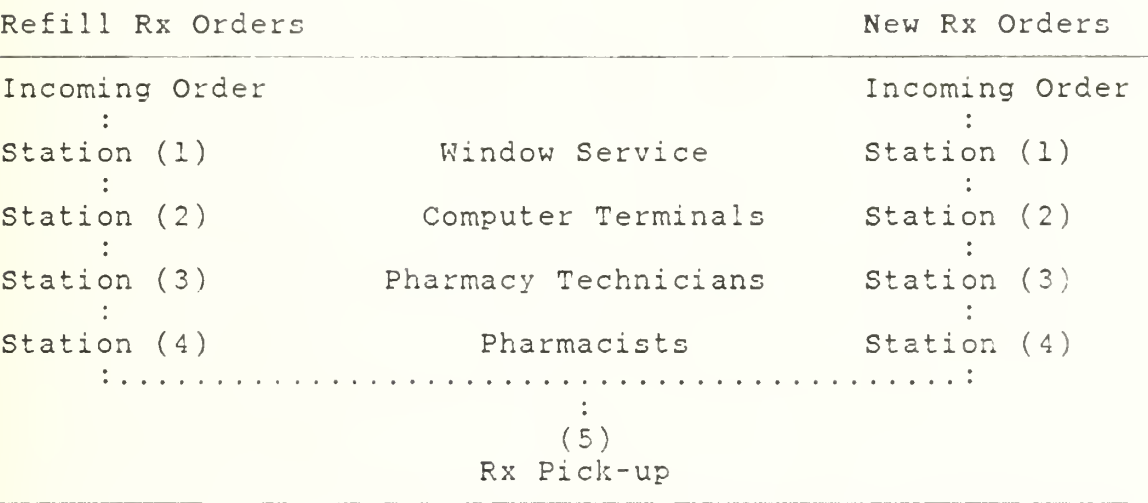 Refill Rx Orders New Rx Orders
Incoming Order Incoming Order
: :
Station (1) Window Service Station (1)
: :
Station (2) Computer Terminals Station (2)
: :
Station (3) Pharmacy Technicians Station (3)
: :
Station (4) Pharmacists Station (4)
:...............................................:
:
(5)
Rx Pick-up